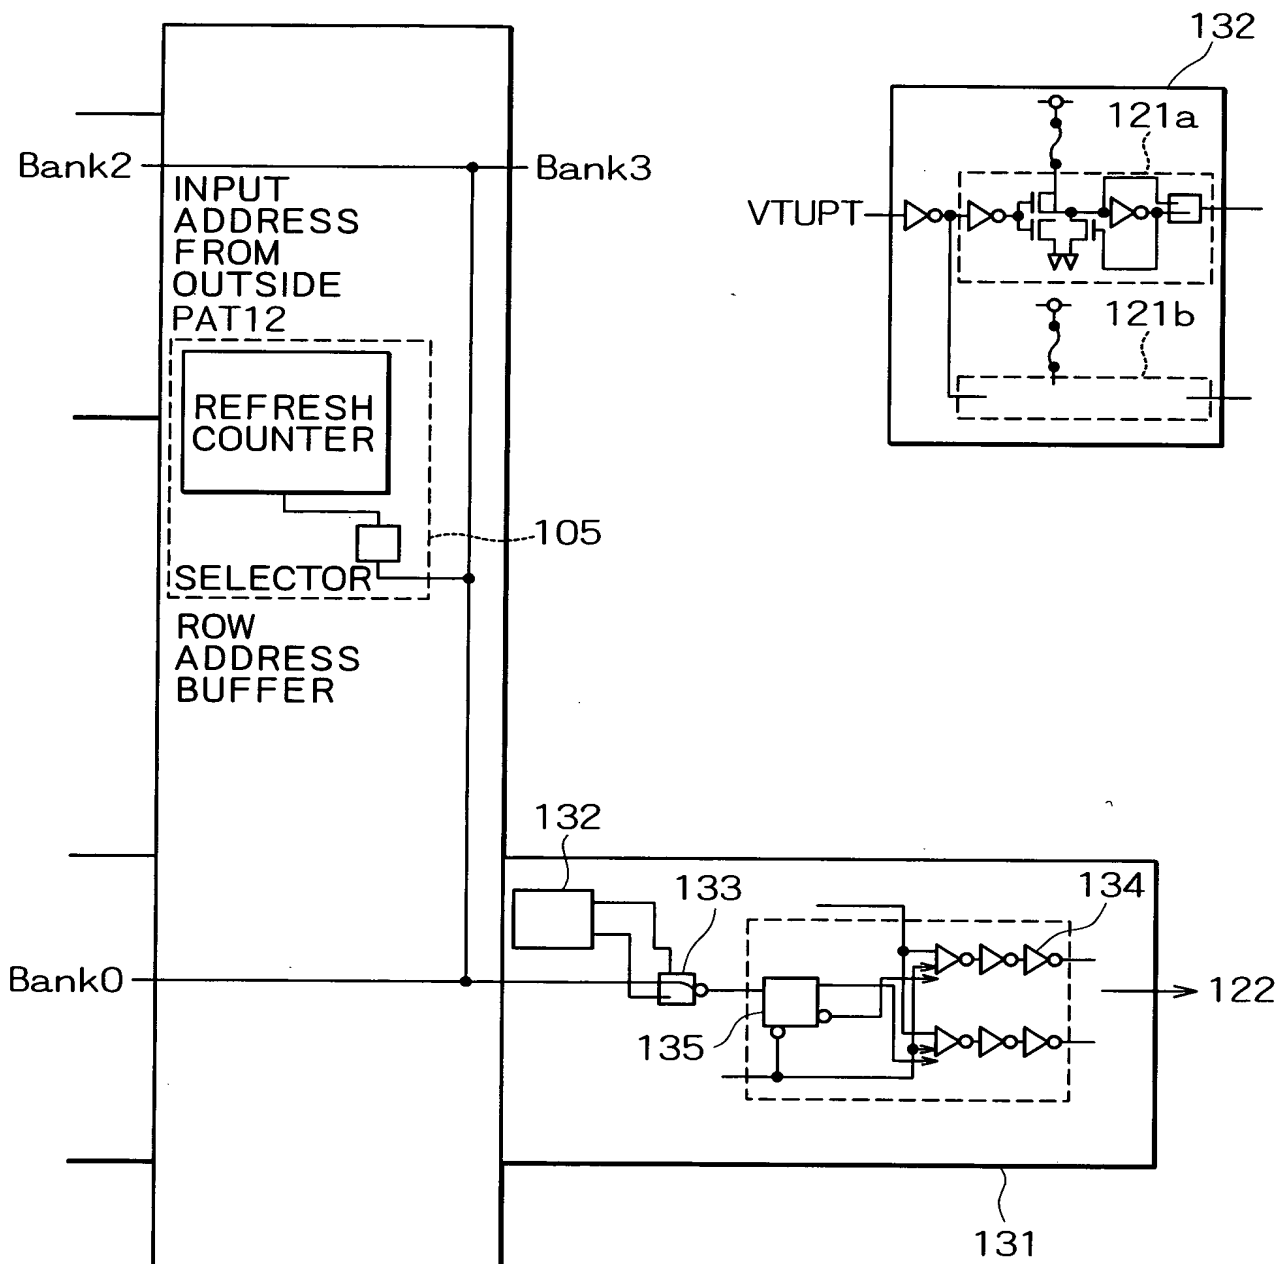 132
121a
Bank2
Bank3
INPUT
ADDRESS
FROM
OUTSIDE
PAT12
VTUPT
121b
REFRESH
COUNTER
105
SELECTOR
ROW
ADDRESS
BUFFER
132
133
134
Bank0
122
135
131